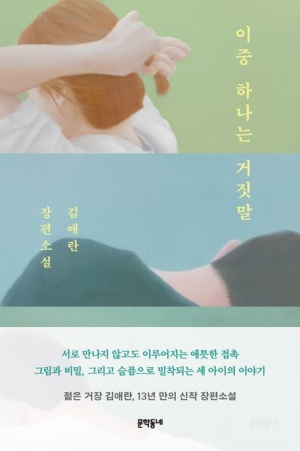 이중 하나는 거짓말
김애란
장편소설
서로 만나지 않고도 이루어지는 애틋한 접촉
그림과 비밀, 그리고 슬픔으로 밀착되는 세 아이의 이야기
젊은 거장 김애란, 13년 만의 신작 장편소설
문학동네
문학동네